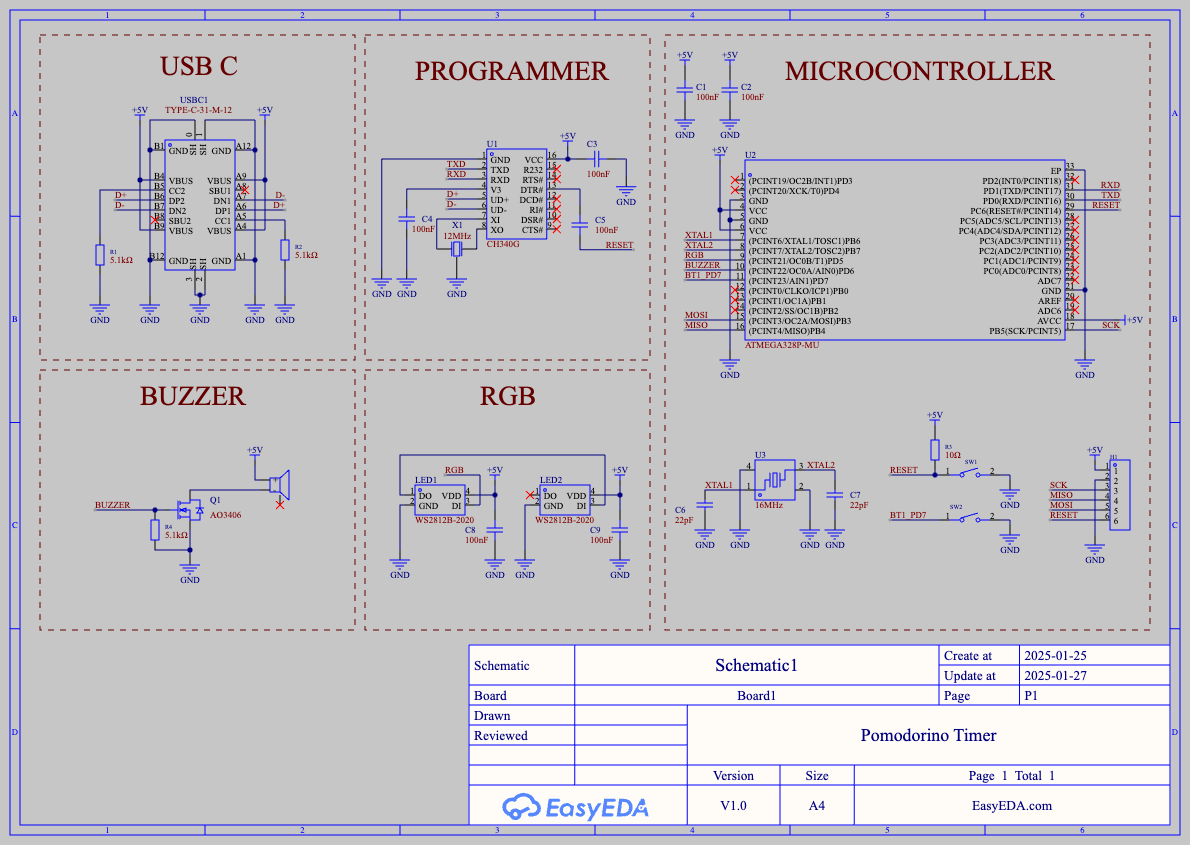 1 2 3 4 5 6
A
B
C
D
USB C
USBC1
TYPE-C-31-M-12
+5V
+5V
0 1
SH SH
B1 GND GND A12
B4 VBUS VBUS A9
B5 CC2 SBU1 A8
B6 DP2 DN1 A7
B7 DN2 DP1 A6
B8 SBU2 CC1 A5
B9 VBUS VBUS A4
B12 GND GND A1
SH SH
3 2
D+
D-
D-
D+
R1
5.1kΩ
R2
5.1kΩ
GND GND GND GND GND
PROGRAMMER
U1
1 GND VCC 16
2 TXD R232 15
3 RXD RTS# 14
4 V3 DTR# 13
5 UD+ DCD# 12
6 UD- RI# 11
7 XI DSR# 10
8 XO CTS# 9
CH340G
TXD
RXD
D+
D-
+5V
C3
100nF
GND
C4
100nF
X1
12MHz
C5
100nF
RESET
GND GND GND
MICROCONTROLLER
+5V +5V
C1
100nF
C2
100nF
GND GND
+5V
U2
EP 33
1 (PCINT19/OC2B/INT1)PD3 PD2(INT0/PCINT18) 32
2 (PCINT20/XCK/T0)PD4 PD1(TXD/PCINT17) 31
3 GND PD0(RXD/PCINT16) 30
4 VCC PC6(RESET#/PCINT14) 29
5 GND PC5(ADC5/SCL/PCINT13) 28
6 VCC PC4(ADC4/SDA/PCINT12) 27
7 (PCINT6/XTAL1/TOSC1)PB6 PC3(ADC3/PCINT11) 26
8 (PCINT7/XTAL2/TOSC2)PB7 PC2(ADC2/PCINT10) 25
9 (PCINT21/OC0B/T1)PD5 PC1(ADC1/PCINT9) 24
10 (PCINT22/OC0A/AIN0)PD6 PC0(ADC0/PCINT8) 23
11 (PCINT23/AIN1)PD7 ADC7 22
12 (PCINT0/CLKO/ICP1)PB0 GND 21
13 (PCINT1/OC1A)PB1 AREF 20
14 (PCINT2/SS/OC1B)PB2 ADC6 19
15 (PCINT3/OC2A/MOSI)PB3 AVCC 18
16 (PCINT4/MISO)PB4 PB5(SCK/PCINT5) 17
ATMEGA328P-MU
XTAL1
XTAL2
RGB
BUZZER
BT1_PD7
MOSI
MISO
RXD
TXD
RESET
+5V
SCK
GND
GND
XTAL1
U3
4 3
1 2
16MHz
XTAL2
C6
22pF
C7
22pF
GND GND GND GND
+5V
R3
10Ω
RESET
SW1
1 2
GND
BT1_PD7
SW2
1 2
GND
+5V
H1
1 1
2 2
SCK 3 3
MISO 4 4
MOSI 5 5
RESET 6 6
GND
BUZZER
+5V
BUZZER
Q1
AO3406
R4
5.1kΩ
GND
RGB
RGB
+5V
+5V
LED1
1 DO VDD 4
2 GND DI 3
WS2812B-2020
LED2
1 DO VDD 4
2 GND DI 3
WS2812B-2020
C8
100nF
C9
100nF
GND GND GND GND
Schematic
Schematic1
Create at 2025-01-25
Update at 2025-01-27
Board
Board1
Page P1
Drawn
Reviewed
Pomodorino Timer
Version Size Page 1 Total 1
EasyEDA
V1.0 A4 EasyEDA.com
A
B
C
D
1 2 3 4 5 6